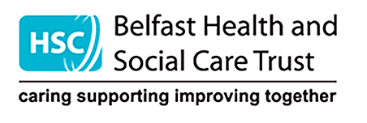 HSC
Belfast Health and
Social Care Trust
caring supporting improving together